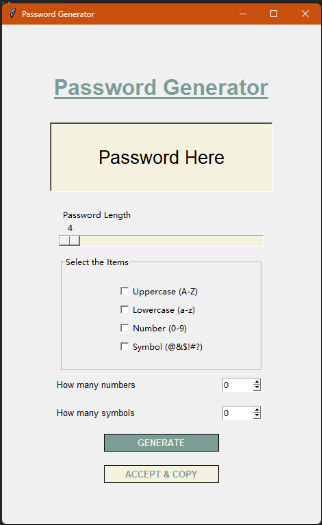 Password Generator
Password Generator
Password Here
Password Length
4
Select the Items
Uppercase (A-Z)
Lowercase (a-z)
Number (0-9)
Symbol (@&$!#?)
How many numbers 0
How many symbols 0
GENERATE
ACCEPT & COPY